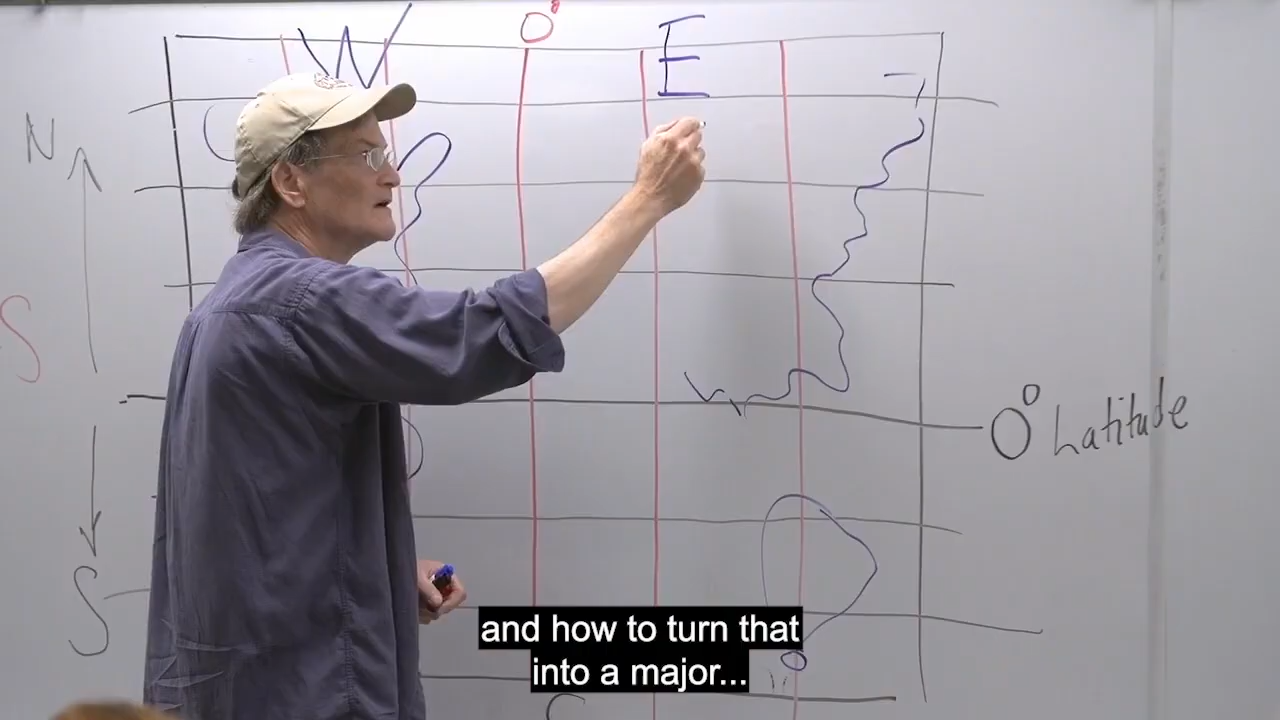 0°
W
E
N
S
0° Latitude
S
and how to turn that
into a major...